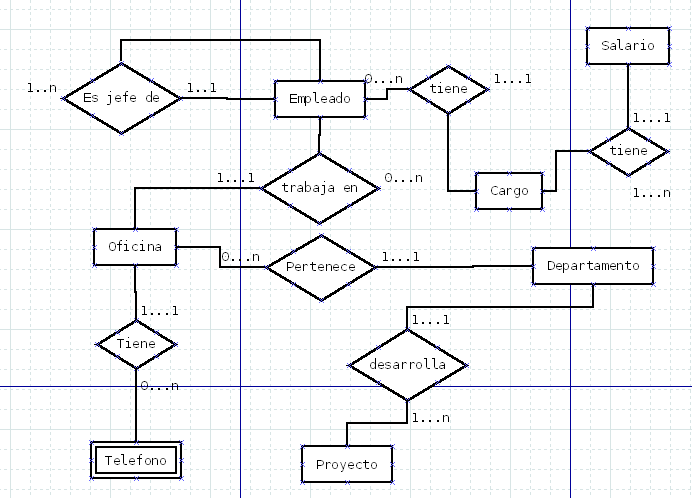 Salario
1..n
Es jefe de
1..1
Empleado
0...n
tiene
1...1
1...1
tiene
1...n
Cargo
1...1
trabaja en
0...n
Oficina
0...n
Pertenece
1...1
Departamento
1...1
Tiene
0...n
1...1
desarrolla
1...n
Telefono
Proyecto